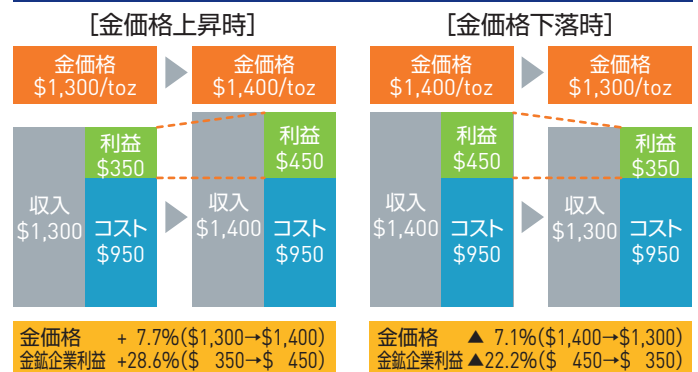 [金価格上昇時]
金価格
$1,300/toz
金価格
$1,400/toz
利益
$350
収入
$1,300
コスト
$950
利益
$450
収入
$1,400
コスト
$950
金価格 + 7.7%($1,300→$1,400)
金鉱企業利益 +28.6%($ 350→$ 450)
[金価格下落時]
金価格
$1,400/toz
金価格
$1,300/toz
利益
$450
収入
$1,400
コスト
$950
利益
$350
収入
$1,300
コスト
$950
金価格 ▲ 7.1%($1,400→$1,300)
金鉱企業利益 ▲22.2%($ 450→$ 350)